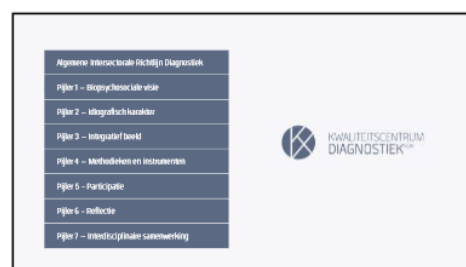 Algemene Intersectorale Richtlijn Diagnostiek
Pijler 1 – Biopsychosociale visie
Pijler 2 – Idiografisch karakter
Pijler 3 – Integratief beeld
Pijler 4 – Methodieken en instrumenten
Pijler 5 - Participatie
Pijler 6 - Reflectie
Pijler 7 – Interdisciplinaire samenwerking
KWALITEITSCENTRUM
DIAGNOSTIEK